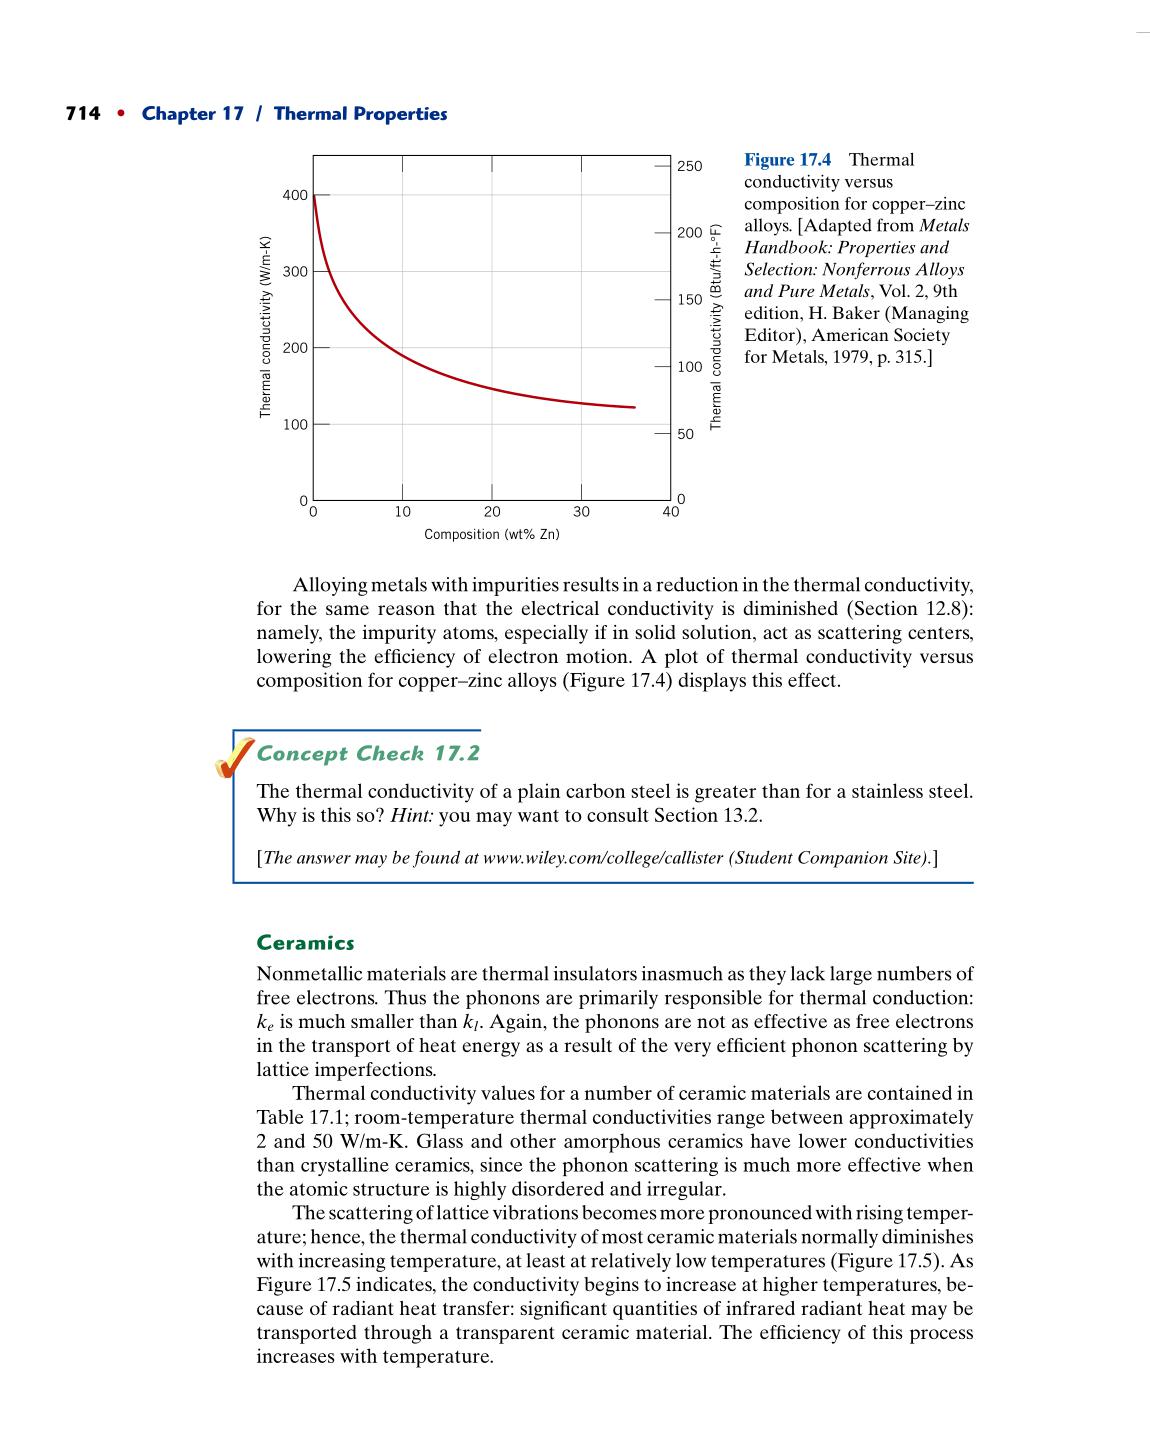 714 • Chapter 17 / Thermal Properties
400
300
200
100
0
Thermal conductivity (W/m-K)
250
200
150
100
50
0
Thermal conductivity (Btu/ft-h-°F)
0 10 20 30 40
Composition (wt% Zn)
Figure 17.4 Thermal
conductivity versus
composition for copper–zinc
alloys. [Adapted from Metals
Handbook: Properties and
Selection: Nonferrous Alloys
and Pure Metals, Vol. 2, 9th
edition, H. Baker (Managing
Editor), American Society
for Metals, 1979, p. 315.]
Alloying metals with impurities results in a reduction in the thermal conductivity,
for the same reason that the electrical conductivity is diminished (Section 12.8):
namely, the impurity atoms, especially if in solid solution, act as scattering centers,
lowering the efficiency of electron motion. A plot of thermal conductivity versus
composition for copper–zinc alloys (Figure 17.4) displays this effect.
Concept Check 17.2
The thermal conductivity of a plain carbon steel is greater than for a stainless steel.
Why is this so? Hint: you may want to consult Section 13.2.
[The answer may be found at www.wiley.com/college/callister (Student Companion Site).]
Ceramics
Nonmetallic materials are thermal insulators inasmuch as they lack large numbers of
free electrons. Thus the phonons are primarily responsible for thermal conduction:
ke is much smaller than kl. Again, the phonons are not as effective as free electrons
in the transport of heat energy as a result of the very efficient phonon scattering by
lattice imperfections.
Thermal conductivity values for a number of ceramic materials are contained in
Table 17.1; room-temperature thermal conductivities range between approximately
2 and 50 W/m-K. Glass and other amorphous ceramics have lower conductivities
than crystalline ceramics, since the phonon scattering is much more effective when
the atomic structure is highly disordered and irregular.
The scattering of lattice vibrations becomes more pronounced with rising temper-
ature; hence, the thermal conductivity of most ceramic materials normally diminishes
with increasing temperature, at least at relatively low temperatures (Figure 17.5). As
Figure 17.5 indicates, the conductivity begins to increase at higher temperatures, be-
cause of radiant heat transfer: significant quantities of infrared radiant heat may be
transported through a transparent ceramic material. The efficiency of this process
increases with temperature.